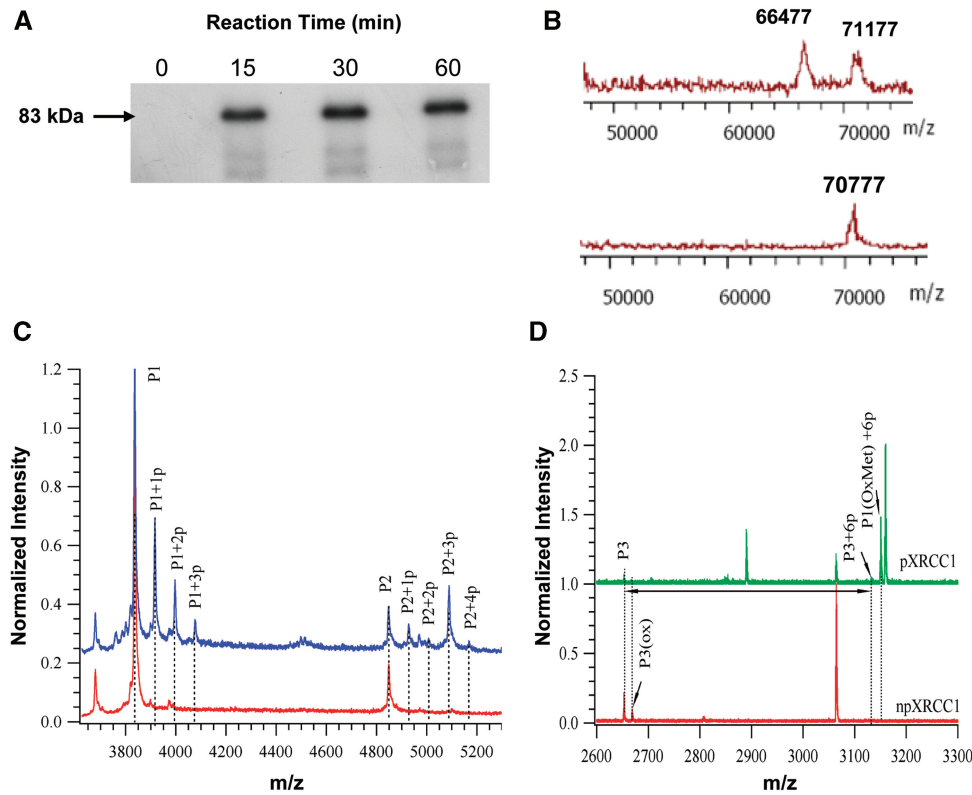 A
Reaction Time (min)
0 15 30 60
83 kDa
B
66477 71177
50000 60000 70000 m/z
70777
50000 60000 70000 m/z
C
Normalized Intensity
1.2
1.0
0.8
0.6
0.4
0.2
0.0
P1
P1+1p
P1+2p
P1+3p
P2
P2+1p
P2+2p
P2+3p
P2+4p
3800 4000 4200 4400 4600 4800 5000 5200
m/z
D
Normalized Intensity
2.5
2.0
1.5
1.0
0.5
0.0
P3
P3(ox)
P3+6p
P1(OxMet) +6p
pXRCC1
npXRCC1
2600 2700 2800 2900 3000 3100 3200 3300
m/z